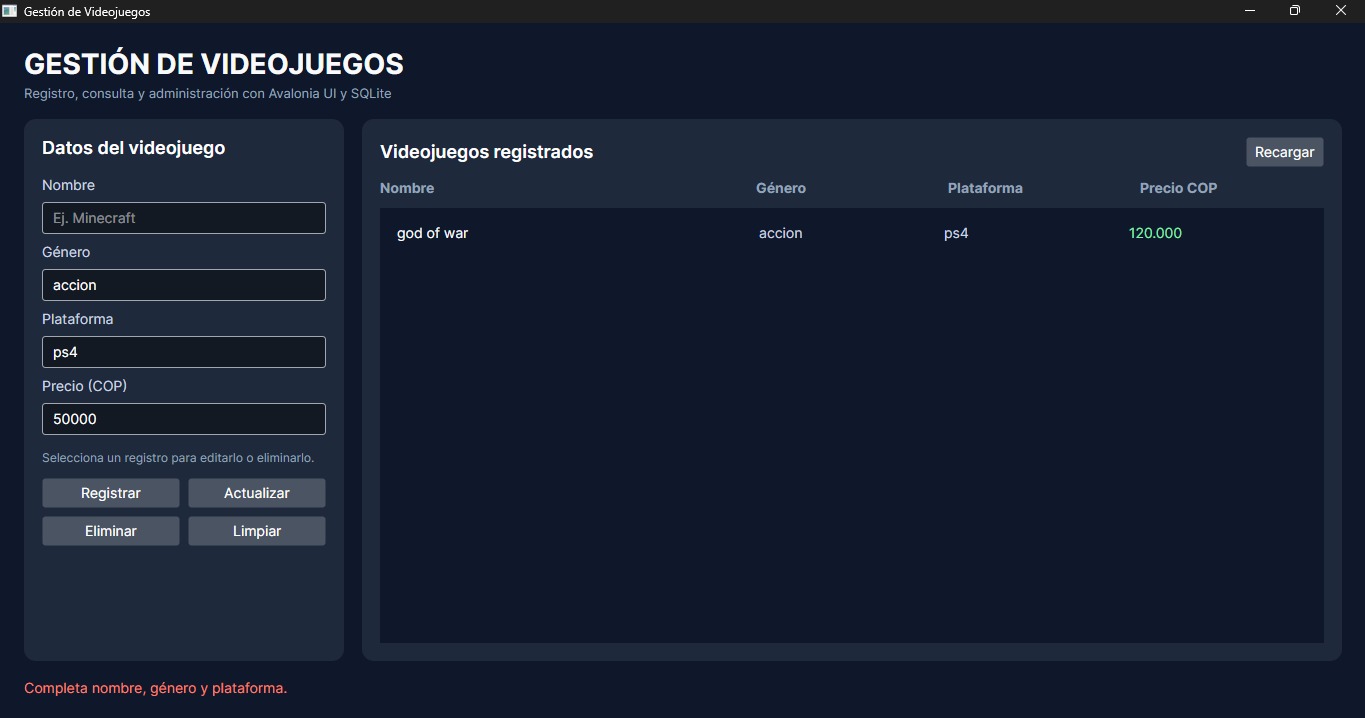 Gestión de Videojuegos
GESTIÓN DE VIDEOJUEGOS
Registro, consulta y administración con Avalonia UI y SQLite
Datos del videojuego
Nombre
Ej. Minecraft
Género
accion
Plataforma
ps4
Precio (COP)
50000
Selecciona un registro para editarlo o eliminarlo.
Registrar Actualizar
Eliminar Limpiar
Videojuegos registrados Recargar
Nombre Género Plataforma Precio COP
god of war accion ps4 120.000
Completa nombre, género y plataforma.